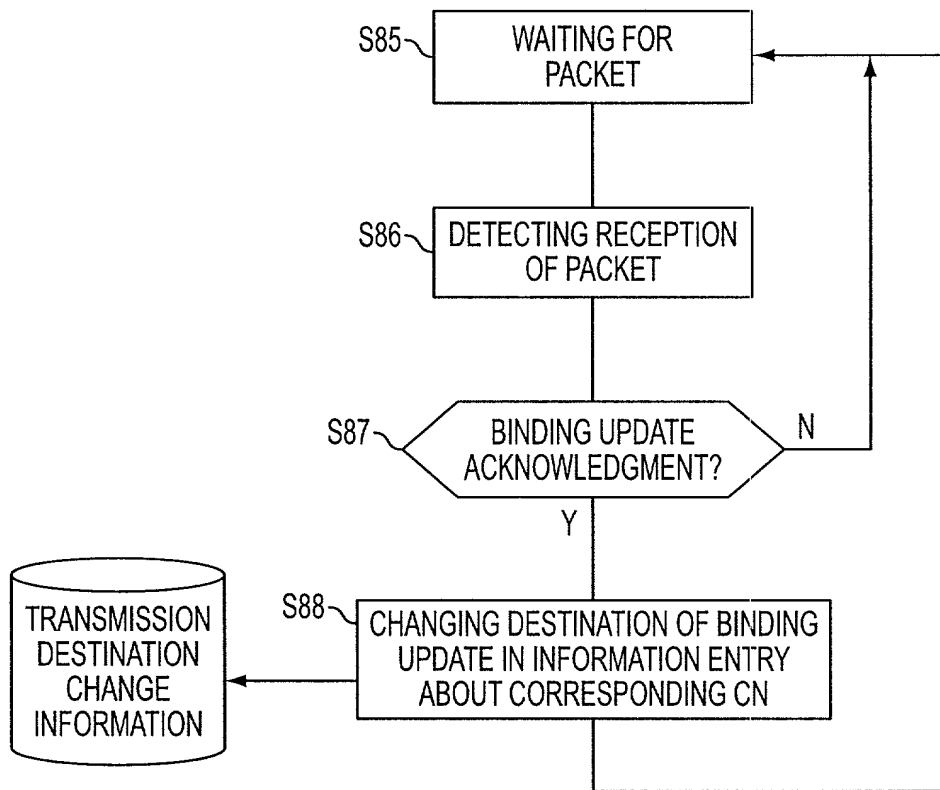 S85
WAITING FOR
PACKET
S86
DETECTING RECEPTION
OF PACKET
S87
BINDING UPDATE
ACKNOWLEDGMENT?
N
Y
S88
CHANGING DESTINATION OF BINDING
UPDATE IN INFORMATION ENTRY
ABOUT CORRESPONDING CN
TRANSMISSION
DESTINATION
CHANGE
INFORMATION